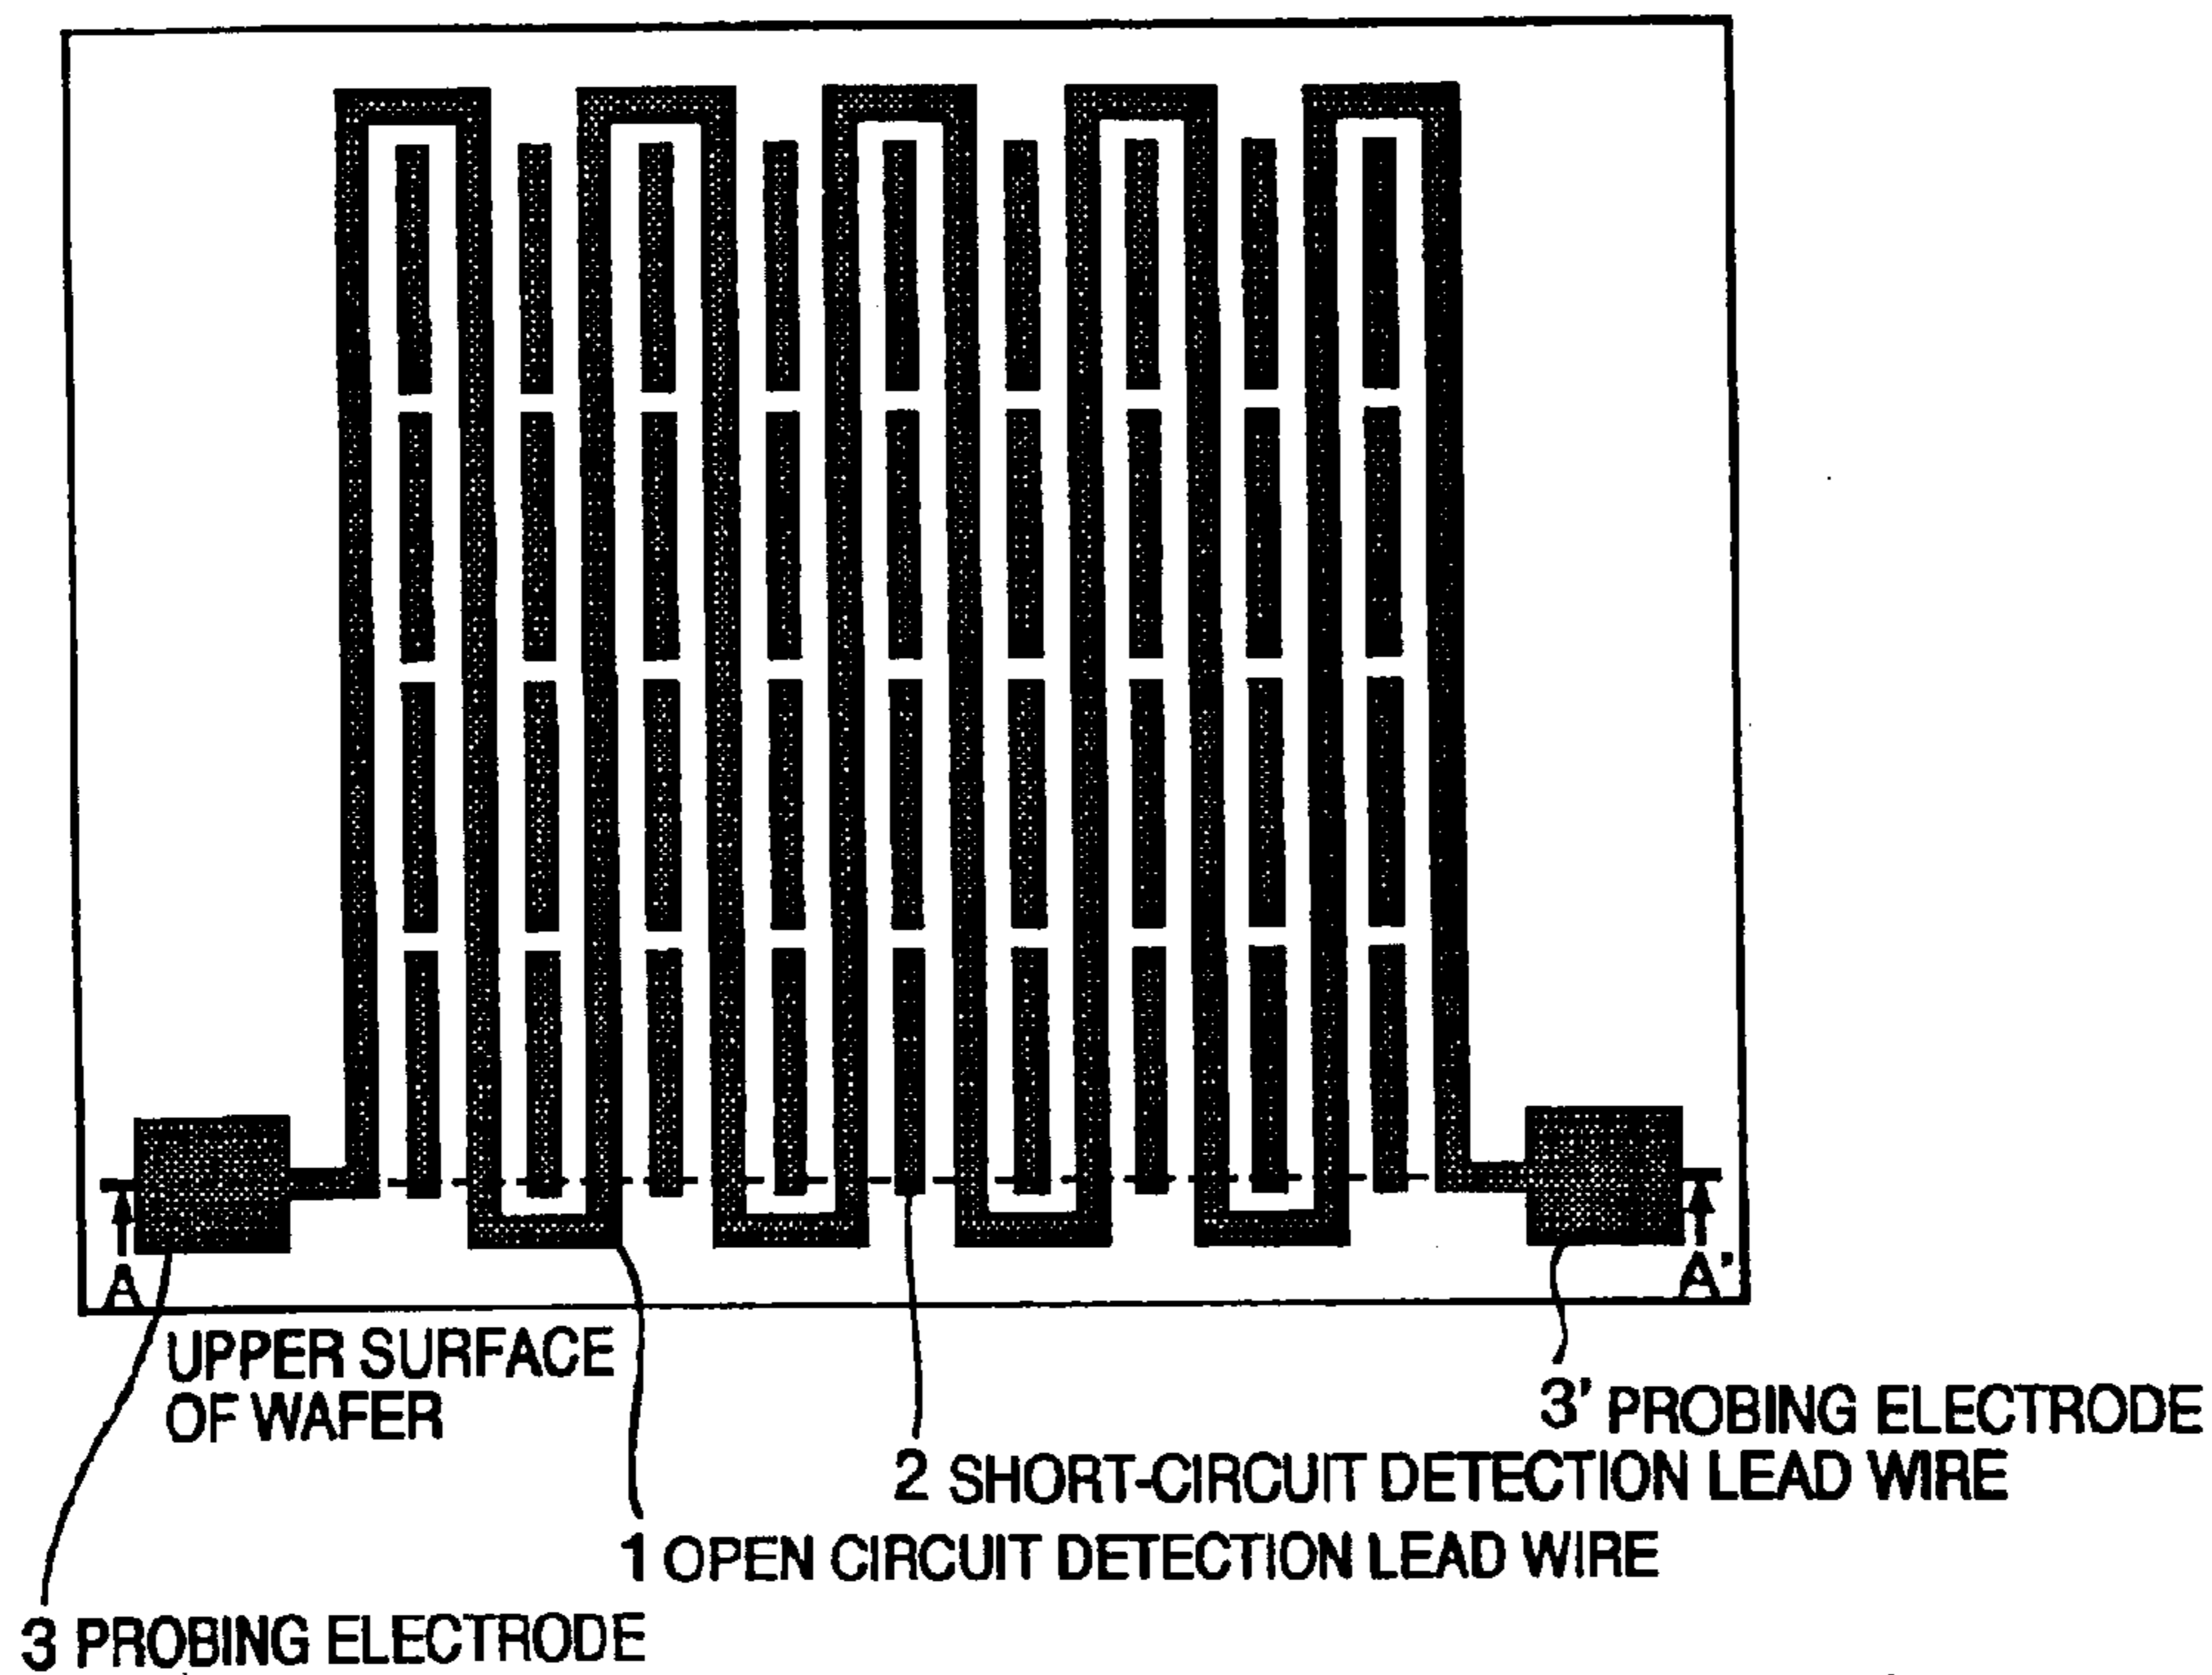 A
A'
UPPER SURFACE
OF WAFER
3' PROBING ELECTRODE
2 SHORT-CIRCUIT DETECTION LEAD WIRE
1 OPEN CIRCUIT DETECTION LEAD WIRE
3 PROBING ELECTRODE